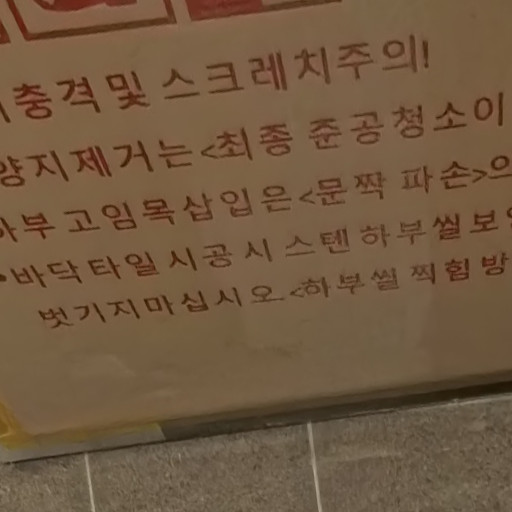 충격및 스크레치주의!
양지제거는<최종 준공청소이
하부 고임목삽입은<문짝 파손>으
•바닥타일시공시 스텐하부씰보양
벗기지마십시오.<하부씰 찍힘방